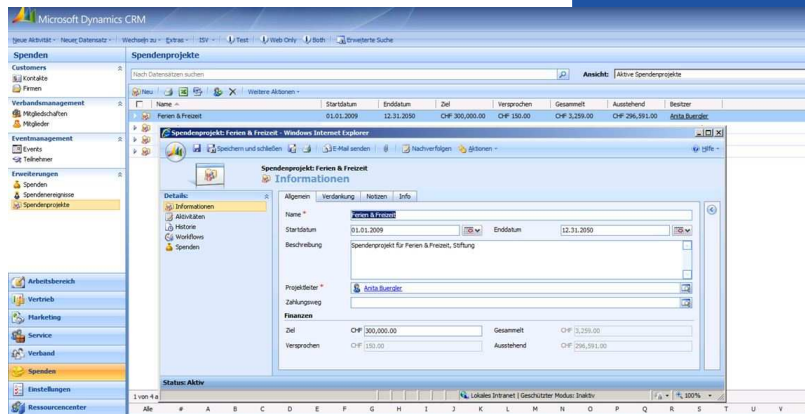 Microsoft Dynamics CRM
Neue Aktivität Neuer Datensatz Wechseln zu Extras ISV Test Web Only Both Erweiterte Suche
Spenden Spendenprojekte
Customers
Kontakte
Firmen
Verbandsmanagement
Mitgliedschaften
Mitglieder
Eventmanagement
Events
Teilnehmer
Erweiterungen
Spenden
Spendenereignisse
Spendenprojekte
Arbeitsbereich
Vertrieb
Marketing
Service
Verband
Spenden
Einstellungen
Ressourcencenter
Nach Datensätzen suchen Ansicht: Aktive Spendenprojekte
Neu Weitere Aktionen
Name Startdatum Enddatum Ziel Versprochen Gesammelt Ausstehend Besitzer
Ferien & Freizeit 01.01.2009 12.31.2050 CHF 300,000.00 CHF 150.00 CHF 3,259.00 CHF 296,591.00 Anita Buergler
Spendenprojekt: Ferien & Freizeit - Windows Internet Explorer
Speichern und schließen E-Mail senden Nachverfolgen Aktionen Hilfe
Spendenprojekt: Ferien & Freizeit
Informationen
Details:
Informationen
Aktivitäten
Historie
Workflows
Spenden
Allgemein Verdankung Notizen Info
Name * Ferien & Freizeit
Startdatum 01.01.2009 Enddatum 12.31.2050
Beschreibung Spendenprojekt für Ferien & Freizeit, Stiftung
Projektleiter * Anita Buergler
Zahlungsweg
Finanzen
Ziel CHF 300,000.00 Gesammelt CHF 3,259.00
Versprochen CHF 150.00 Ausstehend CHF 296,591.00
Status: Aktiv
Lokales Intranet | Geschützter Modus: Inaktiv 100%
1 von 4 a
Alle # A B C D E F G H I J K L M N O P Q R S T U V